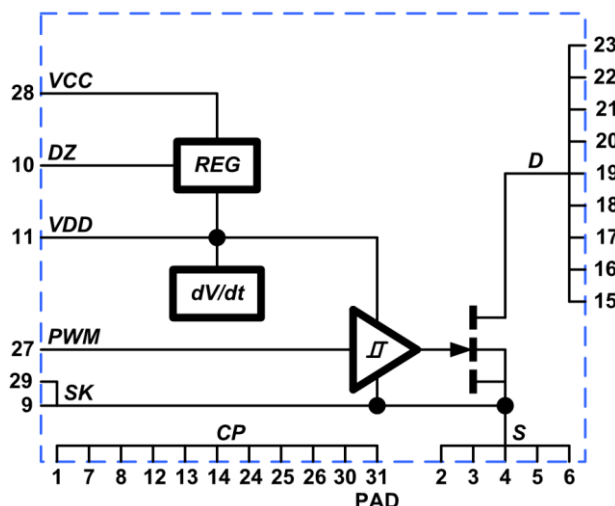 23
28 VCC
22
21
20
10 DZ REG
D 19
18
11 VDD 17
16
dV/dt
15
27 PWM
29
9 SK
CP S
1 7 8 12 13 14 24 25 26 30 31 2 3 4 5 6
PAD